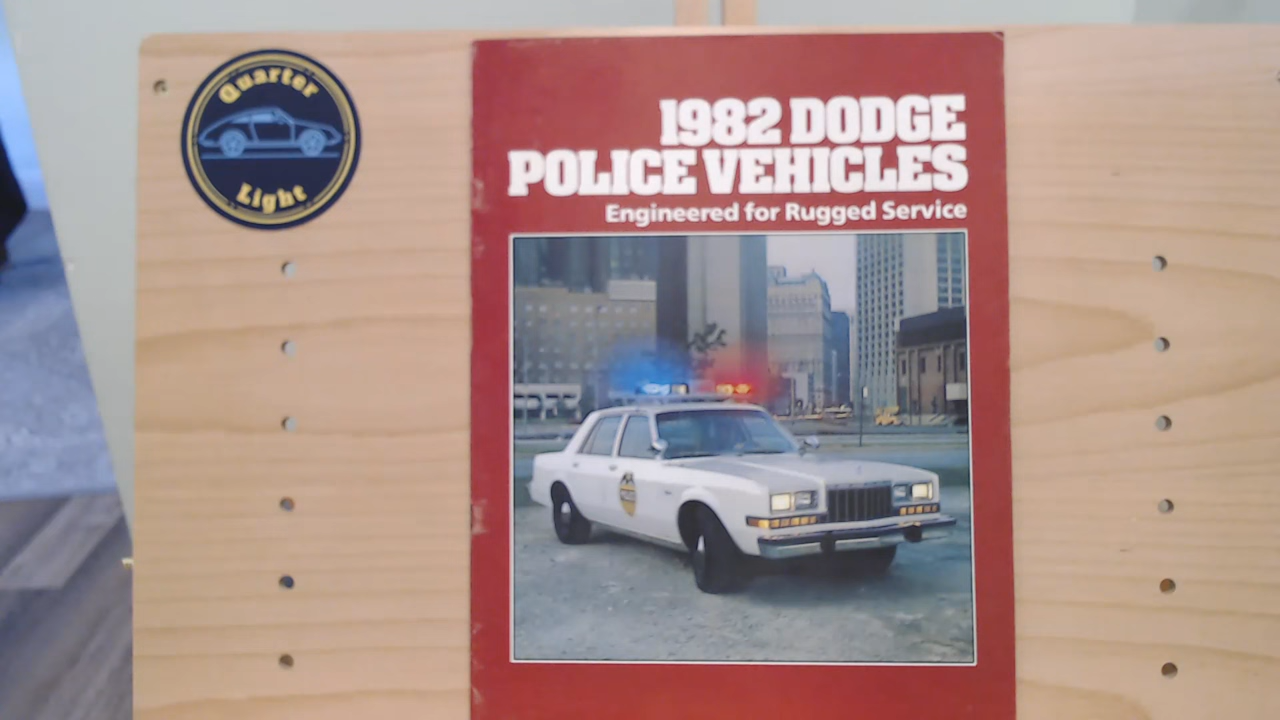 Quarter
Light
1982 DODGE
POLICE VEHICLES
Engineered for Rugged Service